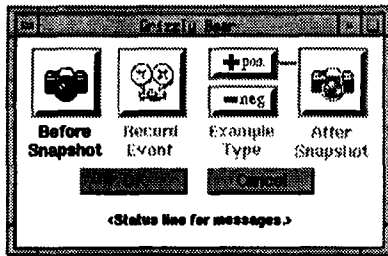 Grizzly Bear
+pos.
-neg
Before Record Example After
Snapshot Event Type Snapshot
Cancel
<Status line for messages.>